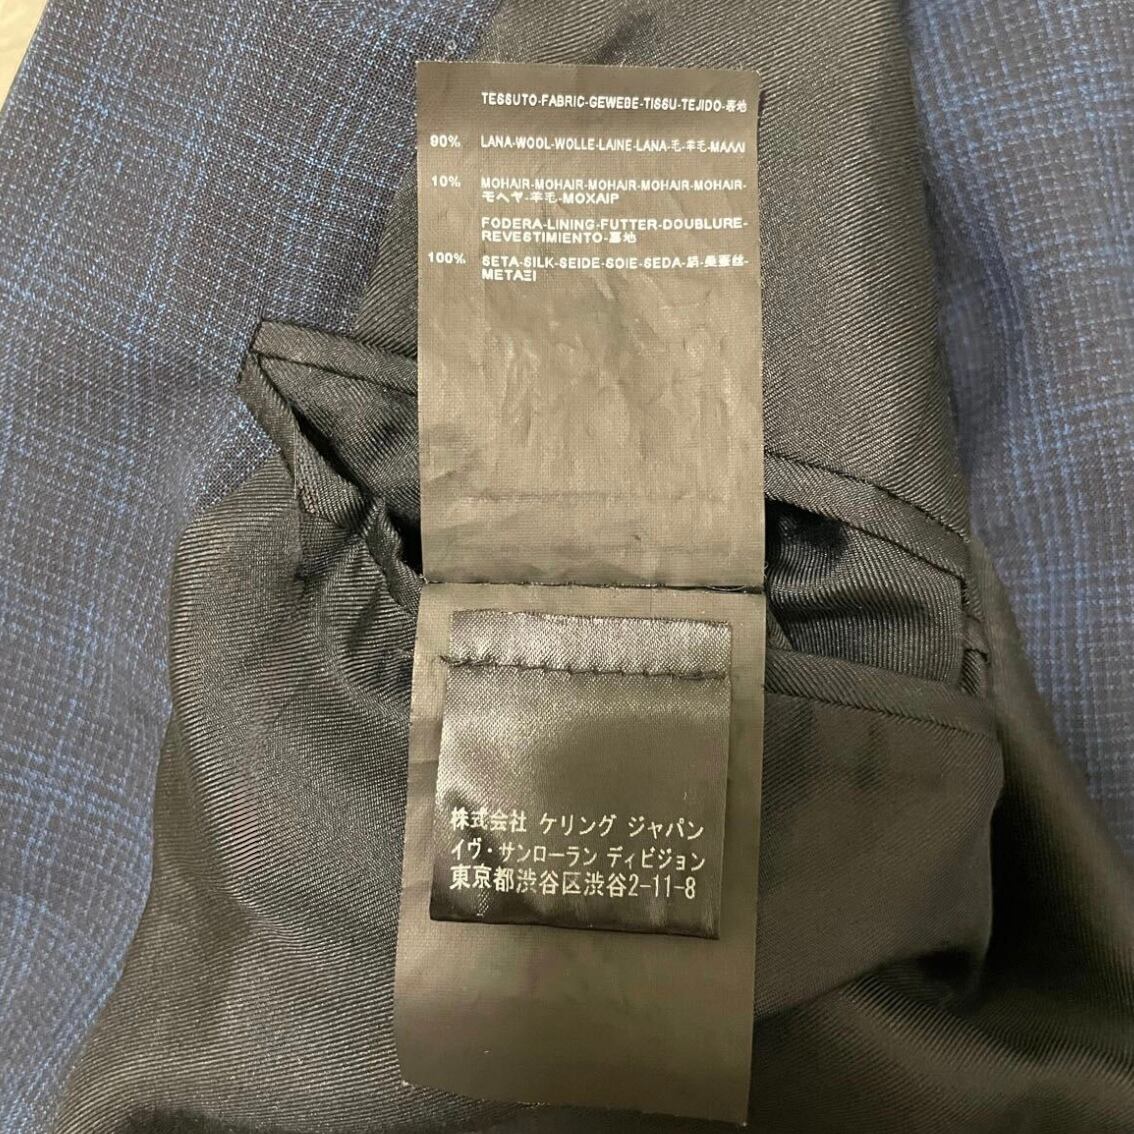 TESSUTO-FABRIC-GEWEBE-TISSU-TEJIDO-表地
90% LANA-WOOL-WOLLE-LAINE-LANA-毛-羊毛-ΜΑΛΛΙ
10% MOHAIR-MOHAIR-MOHAIR-MOHAIR-MOHAIR-
モヘヤ-羊毛-ΜΟΧΑΙΡ
FODERA-LINING-FUTTER-DOUBLURE-
REVESTIMIENTO-裏地
100% SETA-SILK-SEIDE-SOIE-SEDA-絹-桑蚕丝-
ΜΕΤΑΞΙ
株式会社 ケリング ジャパン
イヴ・サンローラン ディビジョン
東京都渋谷区渋谷2-11-8